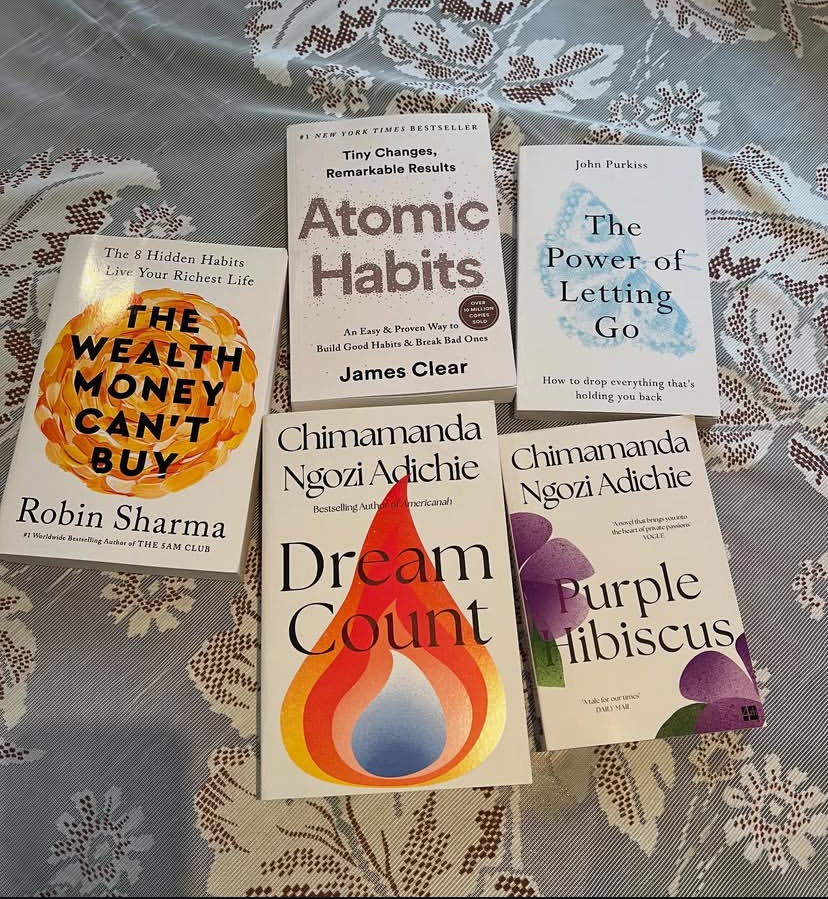 #1 NEW YORK TIMES BESTSELLER
Tiny Changes,
Remarkable Results
Atomic
Habits
OVER
10 MILLION
COPIES
SOLD
An Easy & Proven Way to
Build Good Habits & Break Bad Ones
James Clear
John Purkiss
The
Power of
Letting
Go
How to drop everything that's
holding you back
The 8 Hidden Habits
to Live Your Richest Life
THE
WEALTH
MONEY
CAN'T
BUY
Robin Sharma
#1 Worldwide Bestselling Author of THE 5AM CLUB
Chimamanda
Ngozi Adichie
Bestselling Author of Americanah
Dream
Count
Chimamanda
Ngozi Adichie
'A novel that brings you into
the heart of private passions'
VOGUE
Purple
Hibiscus
'A tale for our times'
DAILY MAIL
4th